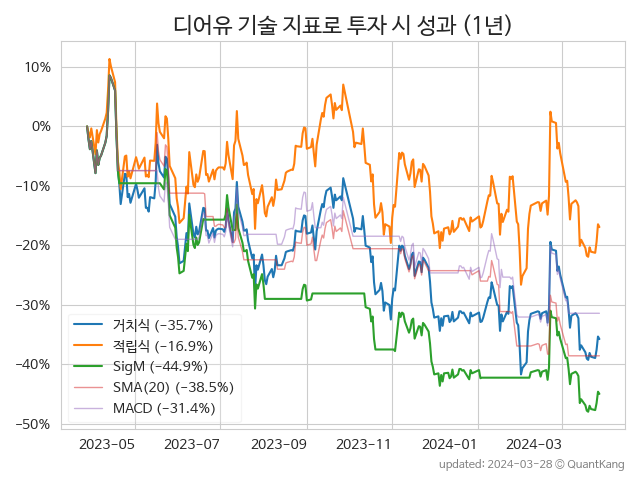 디어유 기술 지표로 투자 시 성과 (1년)
10%
0%
−10%
−20%
−30%
−40%
−50%
거치식 (−35.7%)
적립식 (−16.9%)
SigM (−44.9%)
SMA(20) (−38.5%)
MACD (−31.4%)
2023-05 2023-07 2023-09 2023-11 2024-01 2024-03
updated: 2024-03-28 © QuantKang